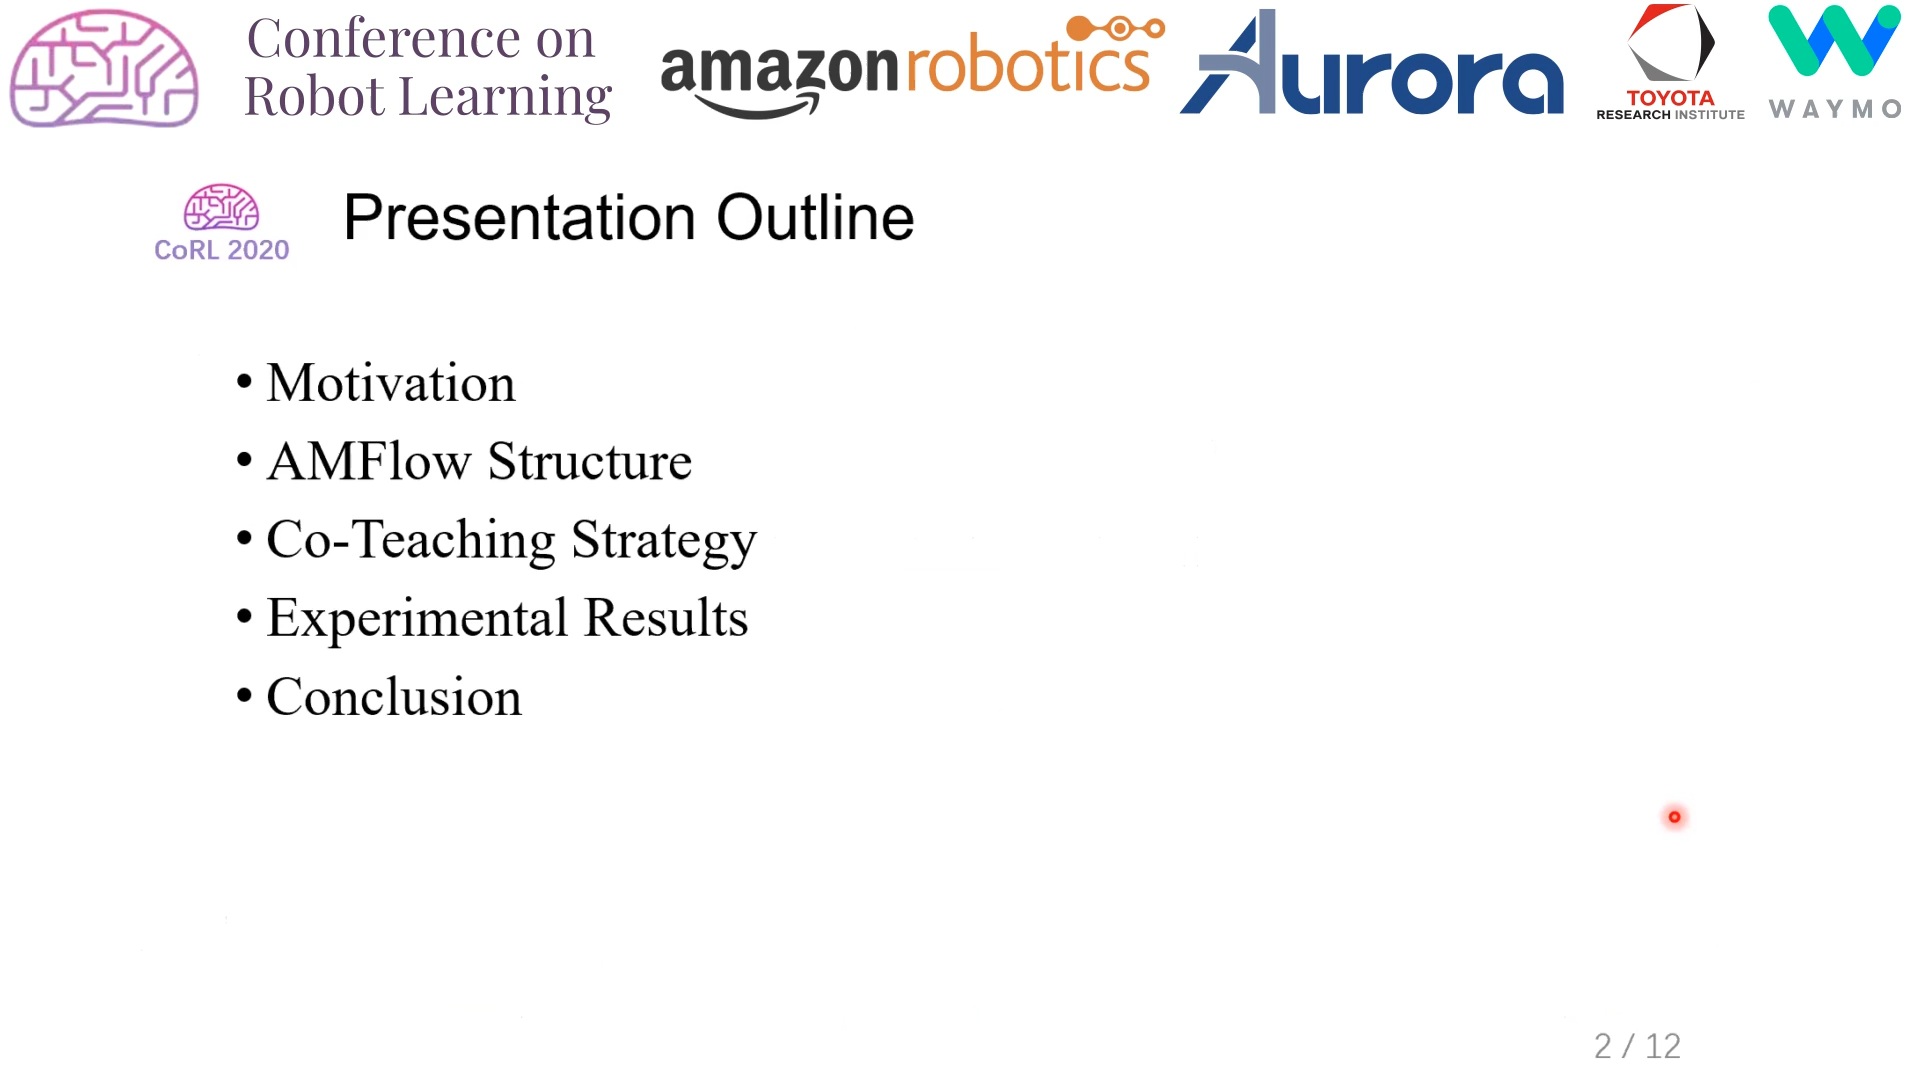 Conference on
Robot Learning
amazon robotics
Aurora
TOYOTA
RESEARCH INSTITUTE
WAYMO
CoRL 2020
Presentation Outline
• Motivation
• AMFlow Structure
• Co-Teaching Strategy
• Experimental Results
• Conclusion
2 / 12